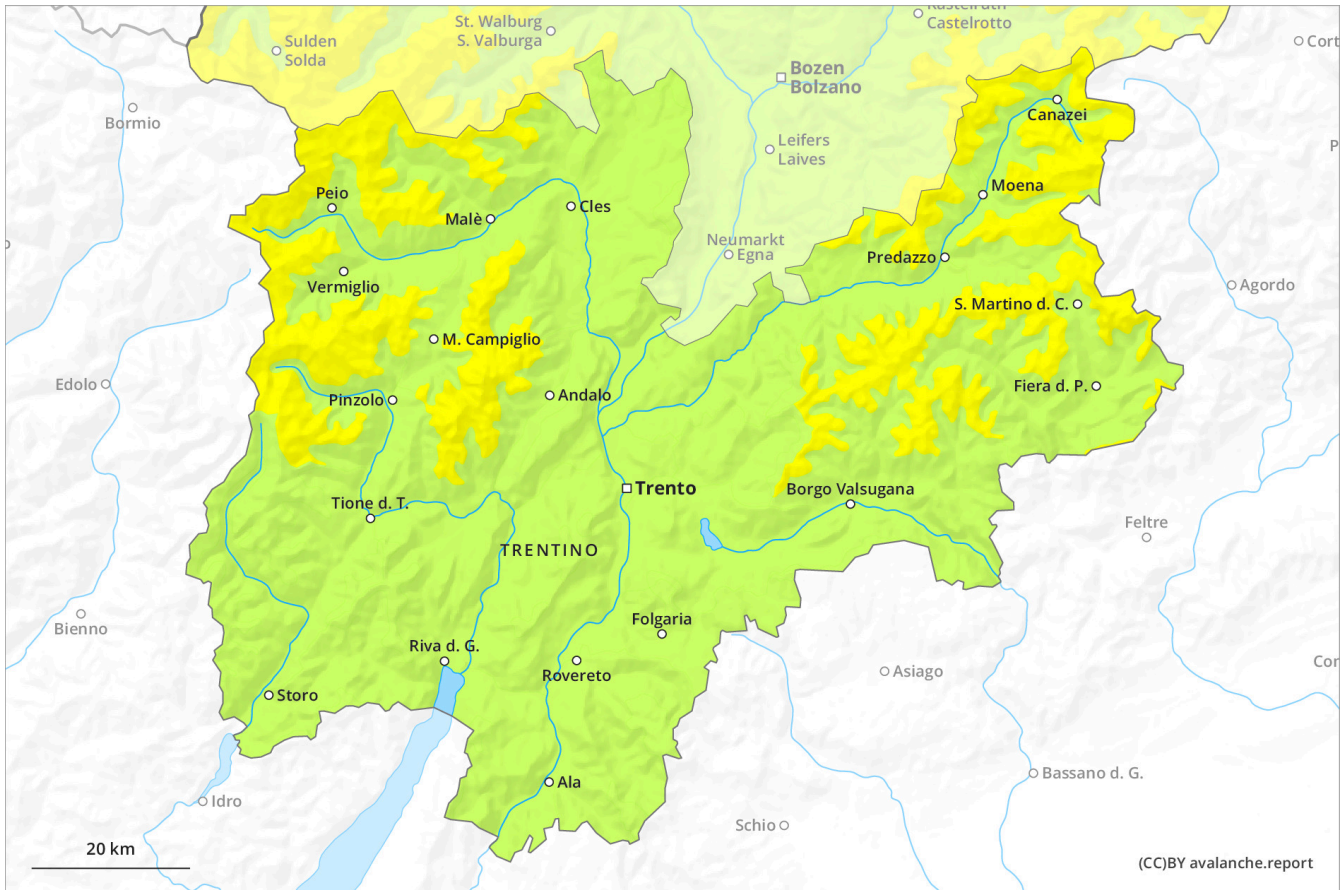 Kastelruth
Castelrotto
St. Walburg
S. Valburga
Sulden
Solda
Cort
Bozen
Bolzano
Bormio
Canazei
Leifers
Laives
Peio
Moena
Malè
Cles
Neumarkt
Egna
Predazzo
Vermiglio
Agordo
S. Martino d. C.
M. Campiglio
Edolo
Pinzolo
Andalo
Fiera d. P.
Trento
Borgo Valsugana
Tione d. T.
Feltre
TRENTINO
Bienno
Folgaria
Riva d. G.
Rovereto
Asiago
Cor
Storo
Bassano d. G.
Ala
Idro
Schio
20 km
(CC)BY avalanche.report